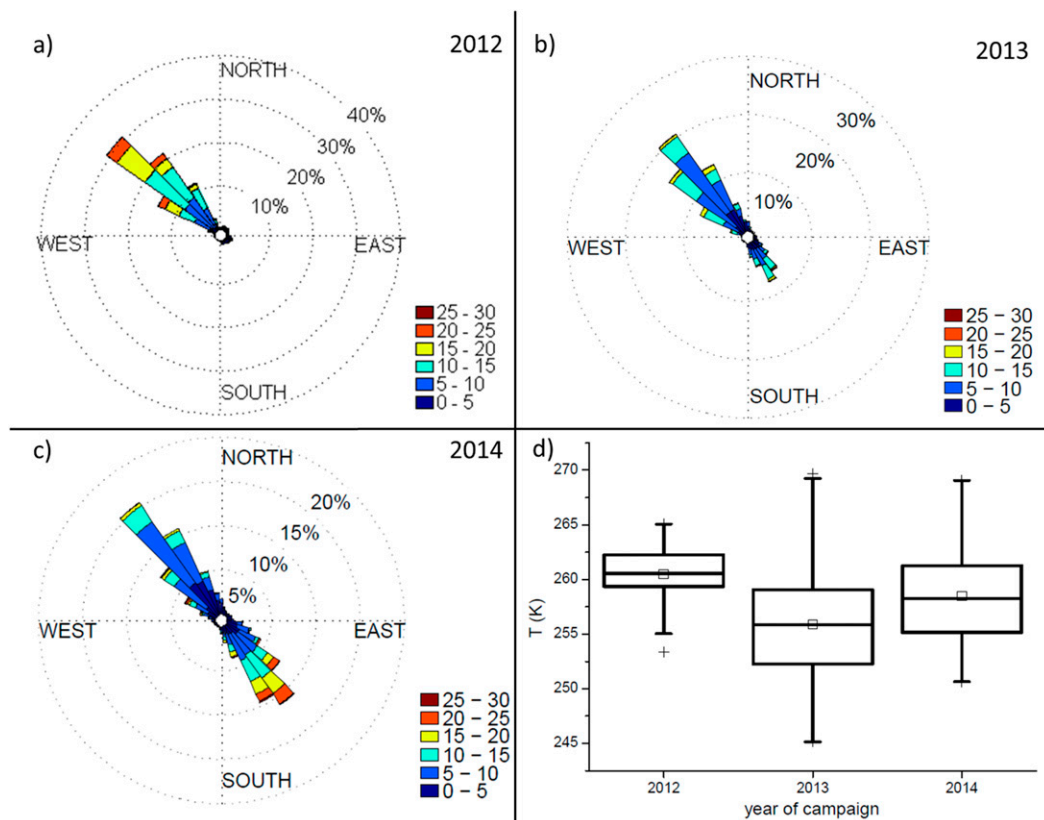 a)
2012
NORTH
40%
30%
20%
10%
WEST
EAST
SOUTH
25 - 30
20 - 25
15 - 20
10 - 15
5 - 10
0 - 5
b)
2013
NORTH
30%
20%
10%
WEST
EAST
SOUTH
25 – 30
20 – 25
15 – 20
10 – 15
5 – 10
0 – 5
c)
2014
NORTH
20%
15%
10%
5%
WEST
EAST
SOUTH
25 – 30
20 – 25
15 – 20
10 – 15
5 – 10
0 – 5
d)
270
265
260
255
250
245
T (K)
2012 2013 2014
year of campaign